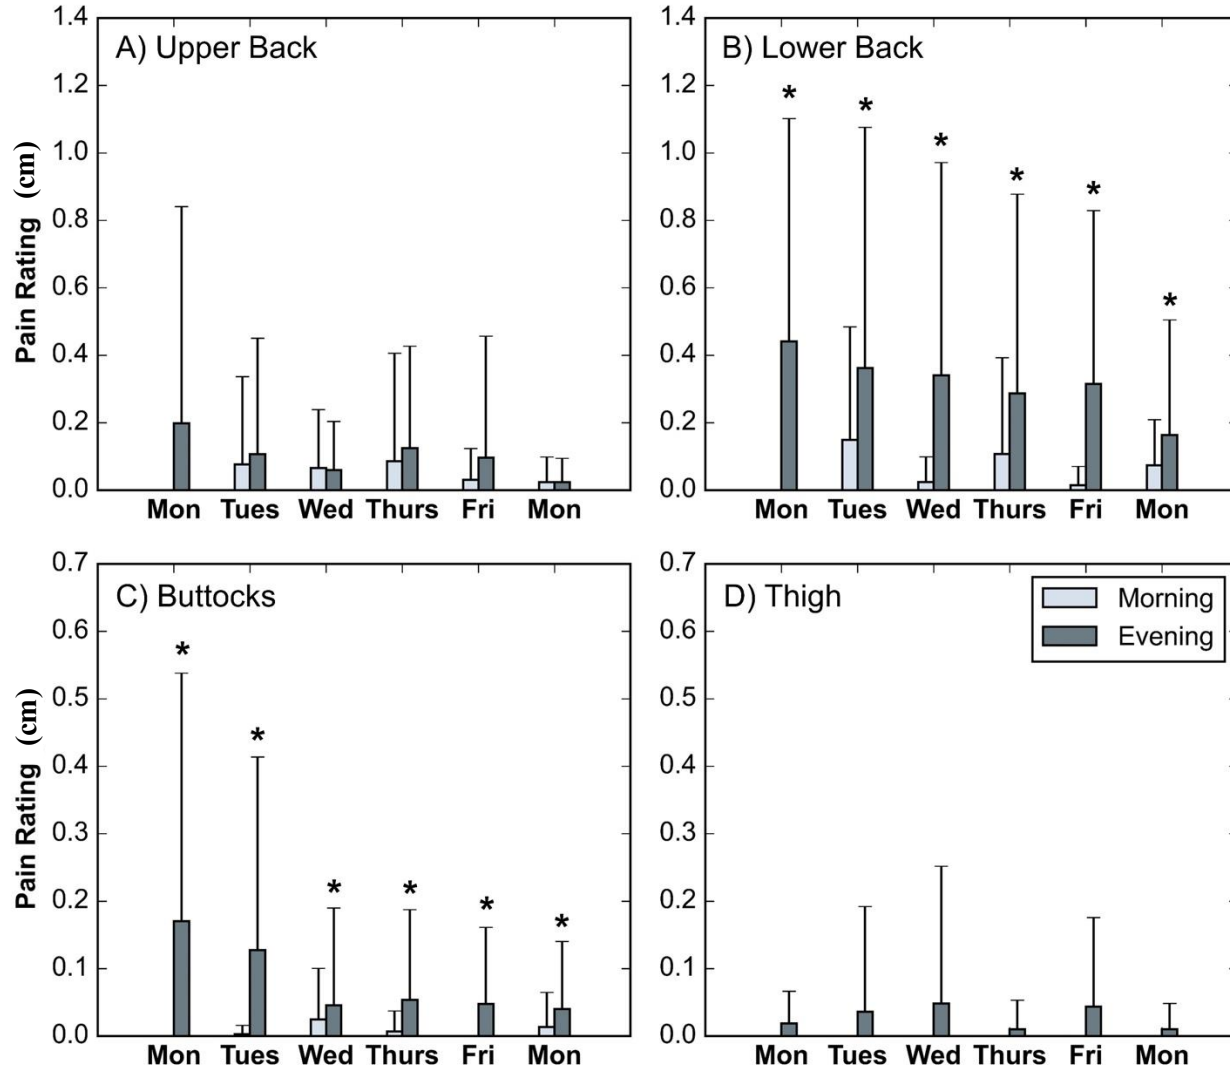 A) Upper Back
Pain Rating (cm)
1.4
1.2
1.0
0.8
0.6
0.4
0.2
0.0
Mon Tues Wed Thurs Fri Mon
B) Lower Back
* * * * * *
1.4
1.2
1.0
0.8
0.6
0.4
0.2
0.0
Mon Tues Wed Thurs Fri Mon
C) Buttocks
* * * * * *
Pain Rating (cm)
0.7
0.6
0.5
0.4
0.3
0.2
0.1
0.0
Mon Tues Wed Thurs Fri Mon
D) Thigh
Morning
Evening
0.7
0.6
0.5
0.4
0.3
0.2
0.1
0.0
Mon Tues Wed Thurs Fri Mon